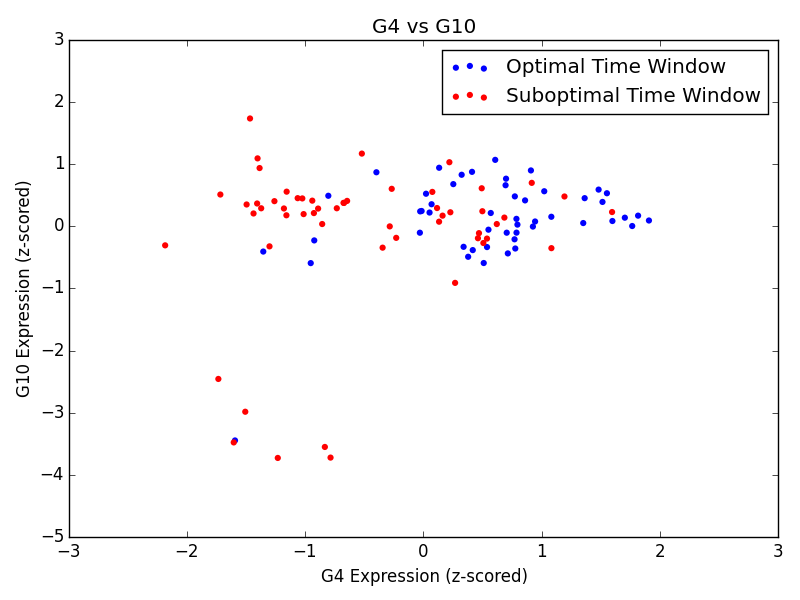 G4 vs G10
Optimal Time Window
Suboptimal Time Window
3
2
1
0
−1
−2
−3
−4
−5
G10 Expression (z-scored)
−3 −2 −1 0 1 2 3
G4 Expression (z-scored)